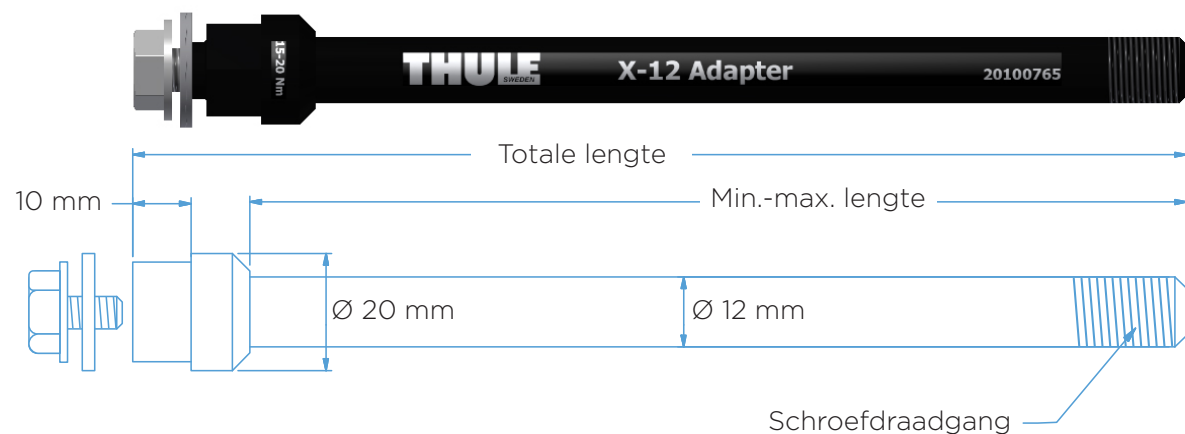 15-20 Nm
THULE
SWEDEN
X-12 Adapter
20100765
Totale lengte
10 mm
Min.-max. lengte
Ø 20 mm
Ø 12 mm
Schroefdraadgang